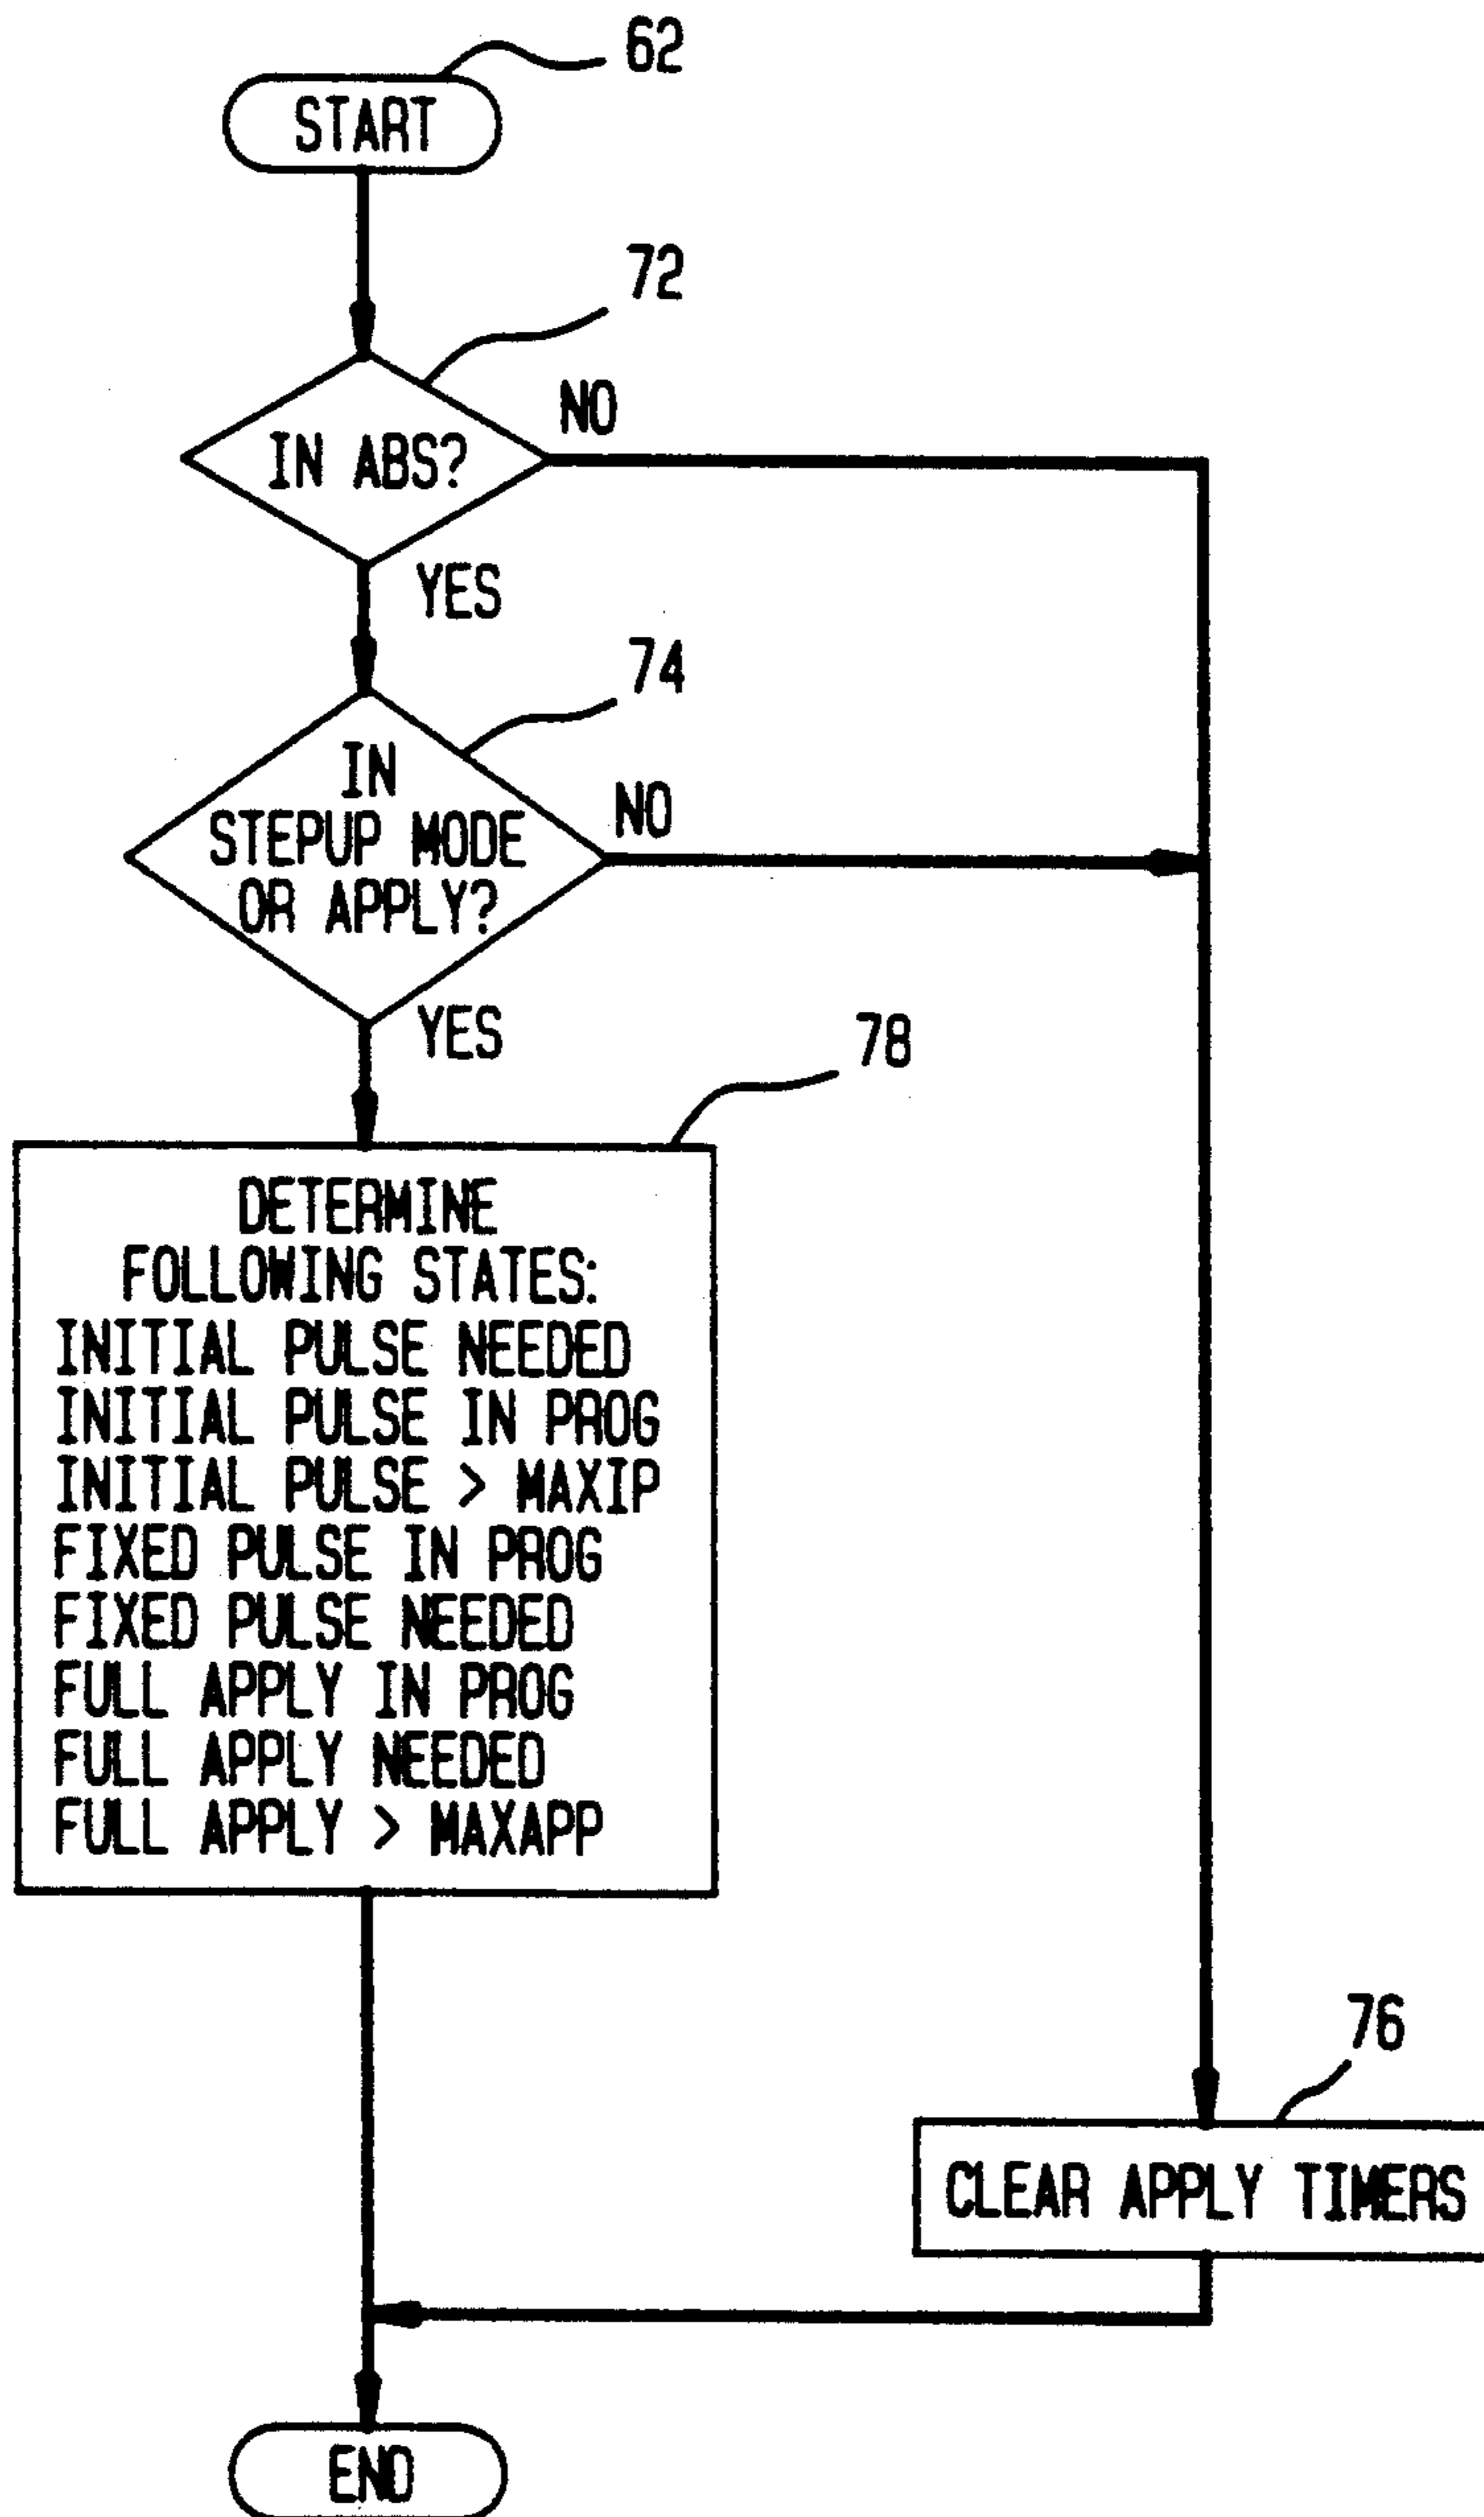 62
START
72
NO
IN ABS?
YES
74
IN
STEPUP MODE
OR APPLY?
NO
YES
78
DETERMINE
FOLLOWING STATES:
INITIAL PULSE NEEDED
INITIAL PULSE IN PROG
INITIAL PULSE > MAXIP
FIXED PULSE IN PROG
FIXED PULSE NEEDED
FULL APPLY IN PROG
FULL APPLY NEEDED
FULL APPLY > MAXAPP
76
CLEAR APPLY TIMERS
END